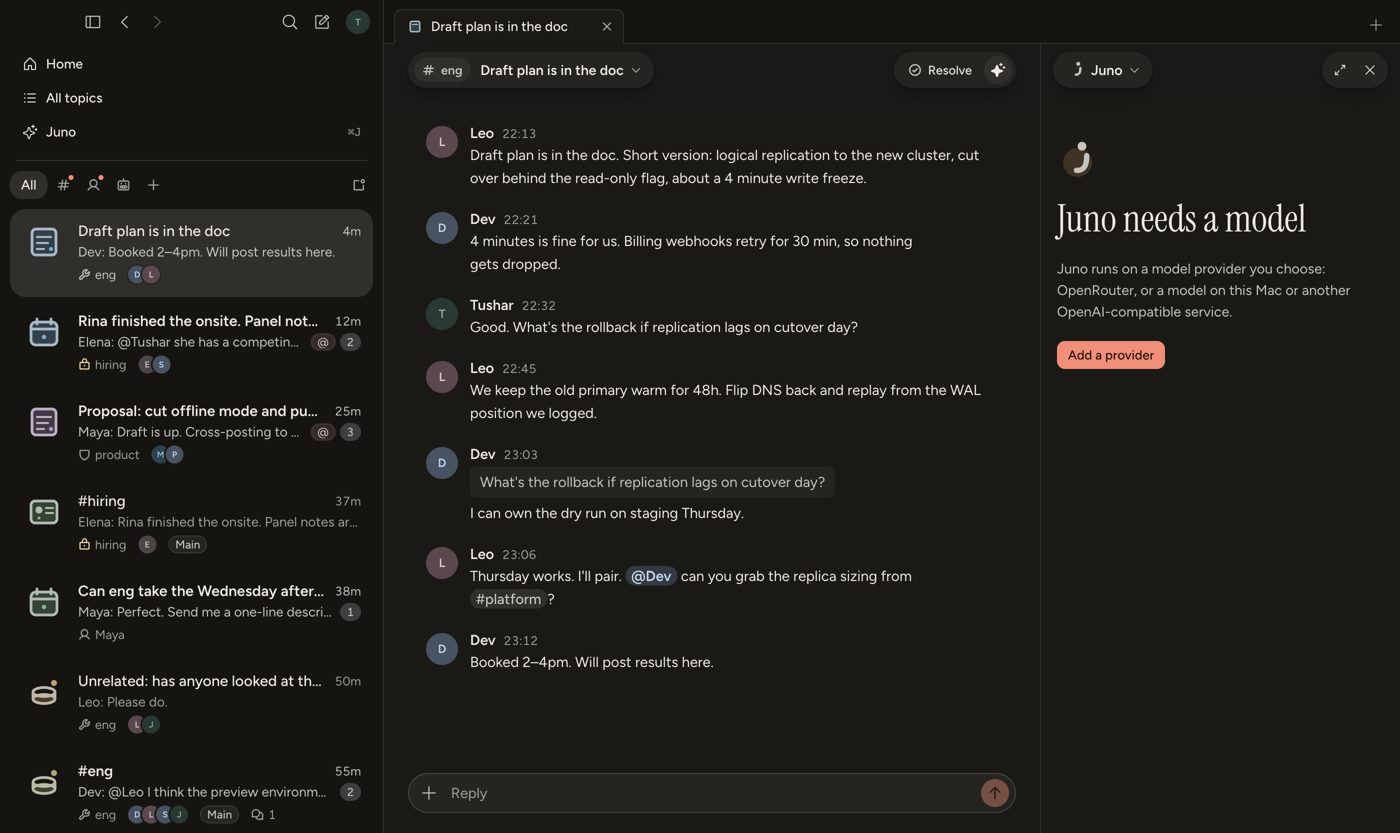 T
Home
All topics
Juno
⌘J
All
Draft plan is in the doc 4m
Dev: Booked 2–4pm. Will post results here.
eng D L
Rina finished the onsite. Panel not... 12m
Elena: @Tushar she has a competin... @ 2
hiring E S
Proposal: cut offline mode and pu... 25m
Maya: Draft is up. Cross-posting to ... @ 3
product M P
#hiring 37m
Elena: Rina finished the onsite. Panel notes ar...
hiring E Main
Can eng take the Wednesday after... 38m
Maya: Perfect. Send me a one-line descri... 1
Maya
Unrelated: has anyone looked at th... 50m
Leo: Please do.
eng L J
#eng 55m
Dev: @Leo I think the preview environm... 2
eng D L S J Main 1
Draft plan is in the doc
# eng Draft plan is in the doc
Resolve
L
Leo 22:13
Draft plan is in the doc. Short version: logical replication to the new cluster, cut
over behind the read-only flag, about a 4 minute write freeze.
D
Dev 22:21
4 minutes is fine for us. Billing webhooks retry for 30 min, so nothing
gets dropped.
T
Tushar 22:32
Good. What's the rollback if replication lags on cutover day?
L
Leo 22:45
We keep the old primary warm for 48h. Flip DNS back and replay from the WAL
position we logged.
D
Dev 23:03
What's the rollback if replication lags on cutover day?
I can own the dry run on staging Thursday.
L
Leo 23:06
Thursday works. I'll pair. @Dev can you grab the replica sizing from
#platform ?
D
Dev 23:12
Booked 2–4pm. Will post results here.
Reply
Juno
Juno needs a model
Juno runs on a model provider you choose:
OpenRouter, or a model on this Mac or another
OpenAI-compatible service.
Add a provider